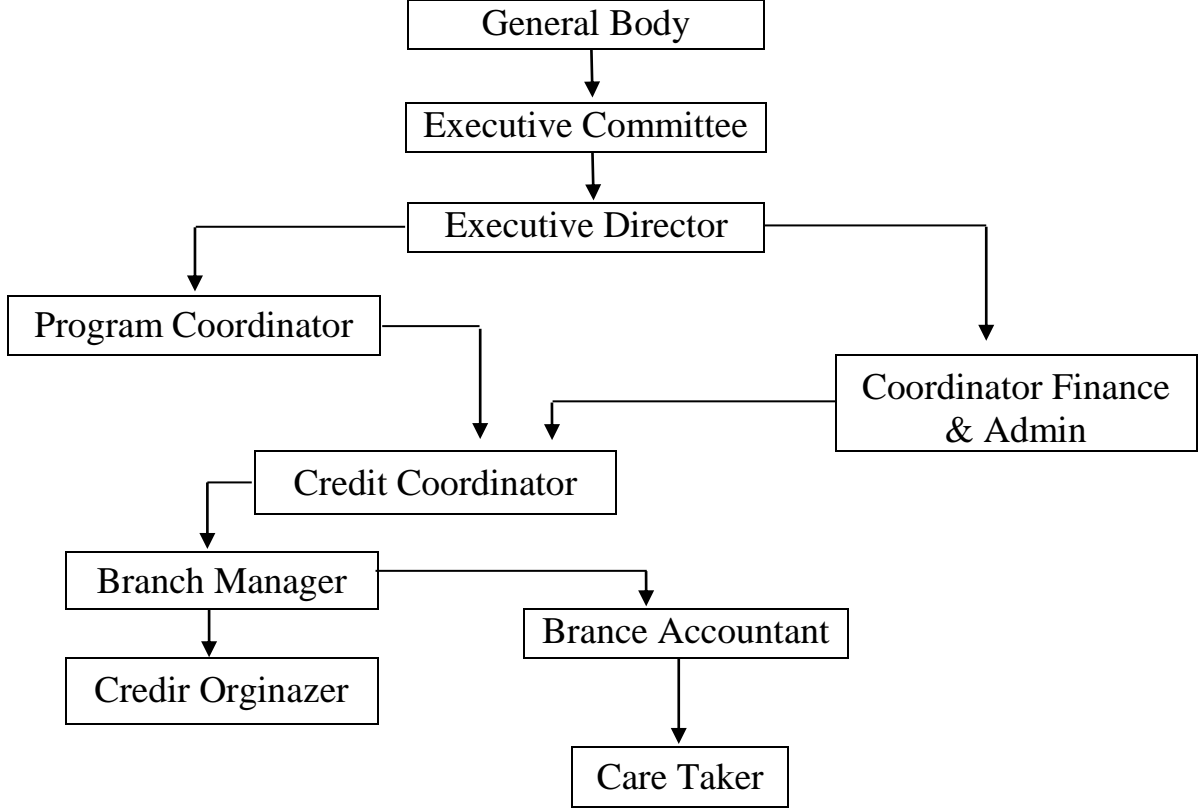 General Body
Executive Committee
Executive Director
Program Coordinator
Coordinator Finance
& Admin
Credit Coordinator
Branch Manager
Brance Accountant
Credir Orginazer
Care Taker